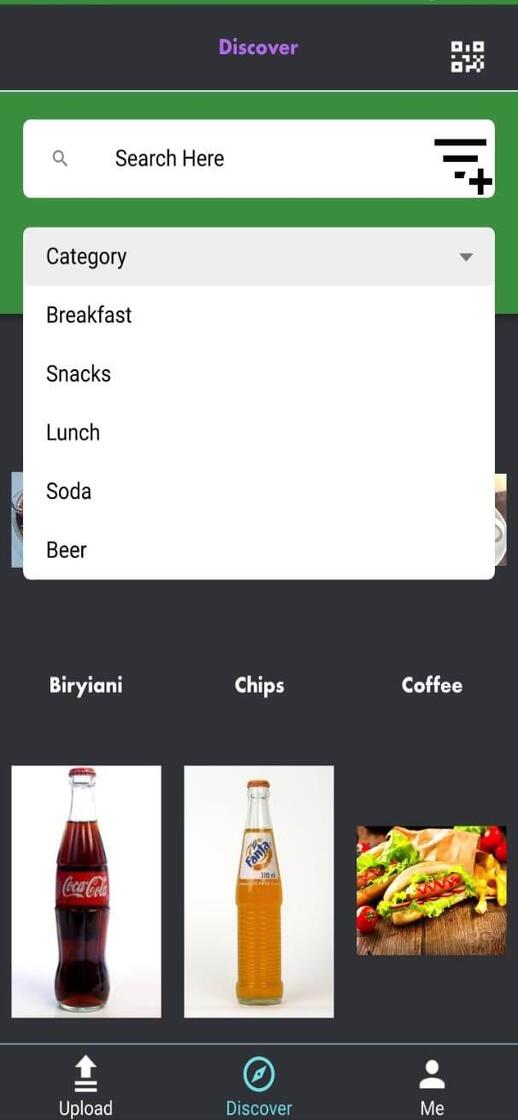 Discover
Search Here
Category
Breakfast
Snacks
Lunch
Soda
Beer
Biryiani
Chips
Coffee
Coca-Cola
Fanta
Upload
Discover
Me